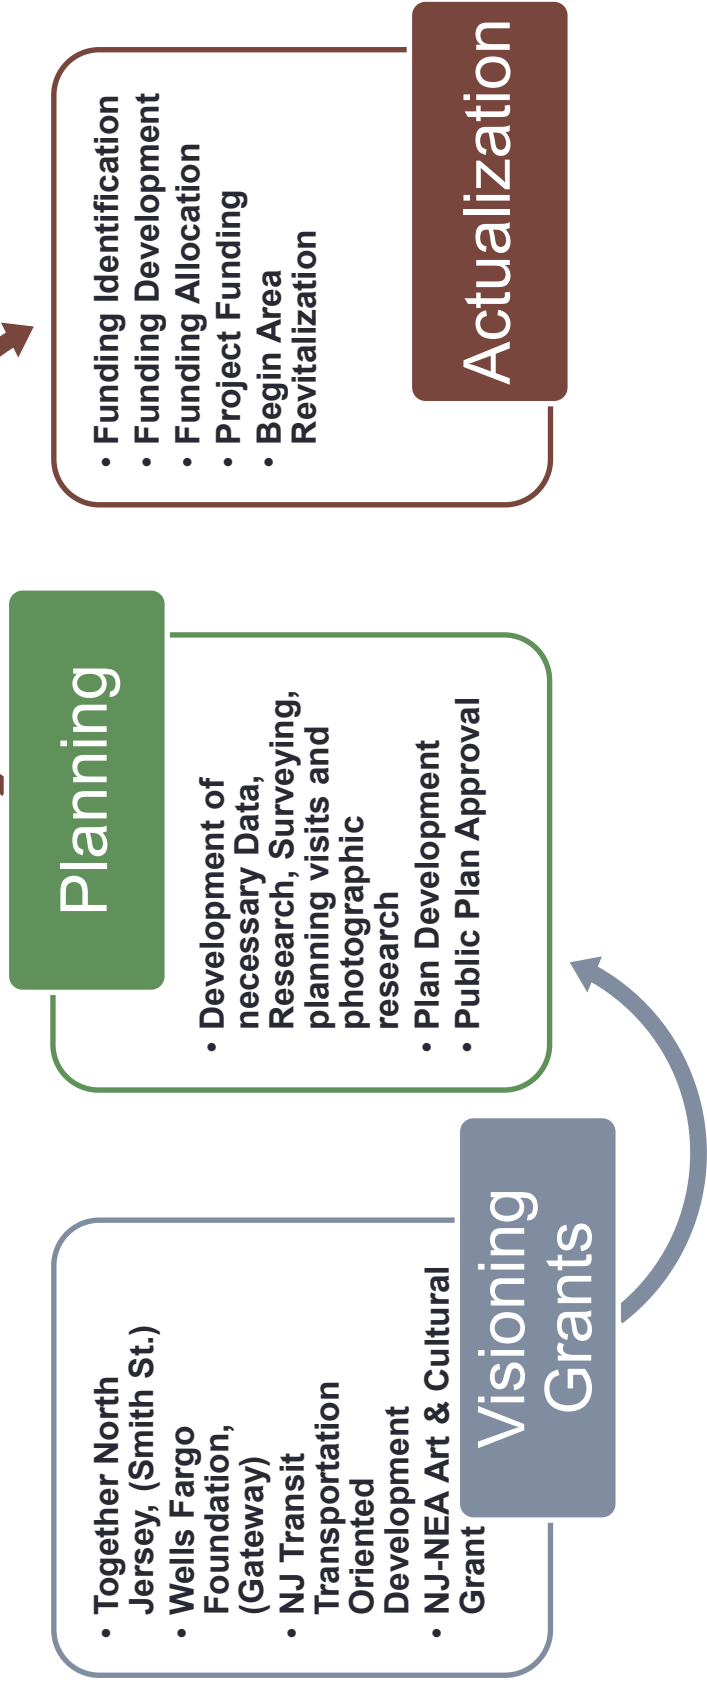 • Together North
Jersey, (Smith St.)
• Wells Fargo
Foundation,
(Gateway)
• NJ Transit
Transportation
Oriented
Development
• NJ-NEA Art & Cultural
Grant
Visioning
Grants
Planning
• Development of
necessary Data,
Research, Surveying,
planning visits and
photographic
research
• Plan Development
• Public Plan Approval
• Funding Identification
• Funding Development
• Funding Allocation
• Project Funding
• Begin Area
Revitalization
Actualization